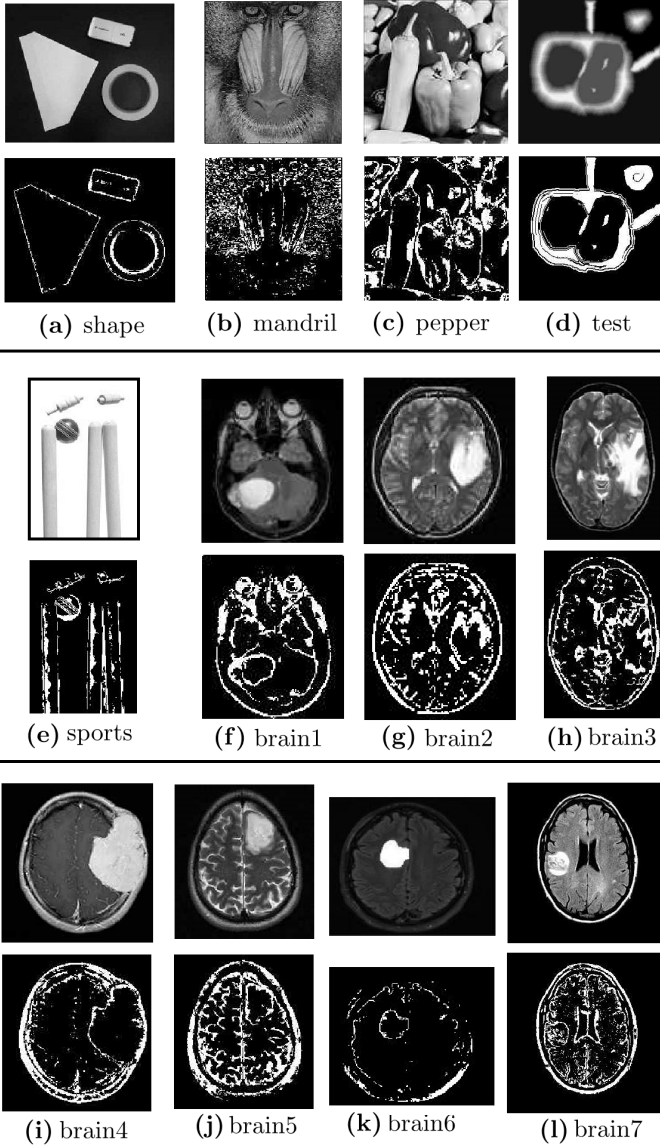 (a) shape (b) mandril (c) pepper (d) test
(e) sports (f) brain1 (g) brain2 (h) brain3
(i) brain4 (j) brain5 (k) brain6 (l) brain7